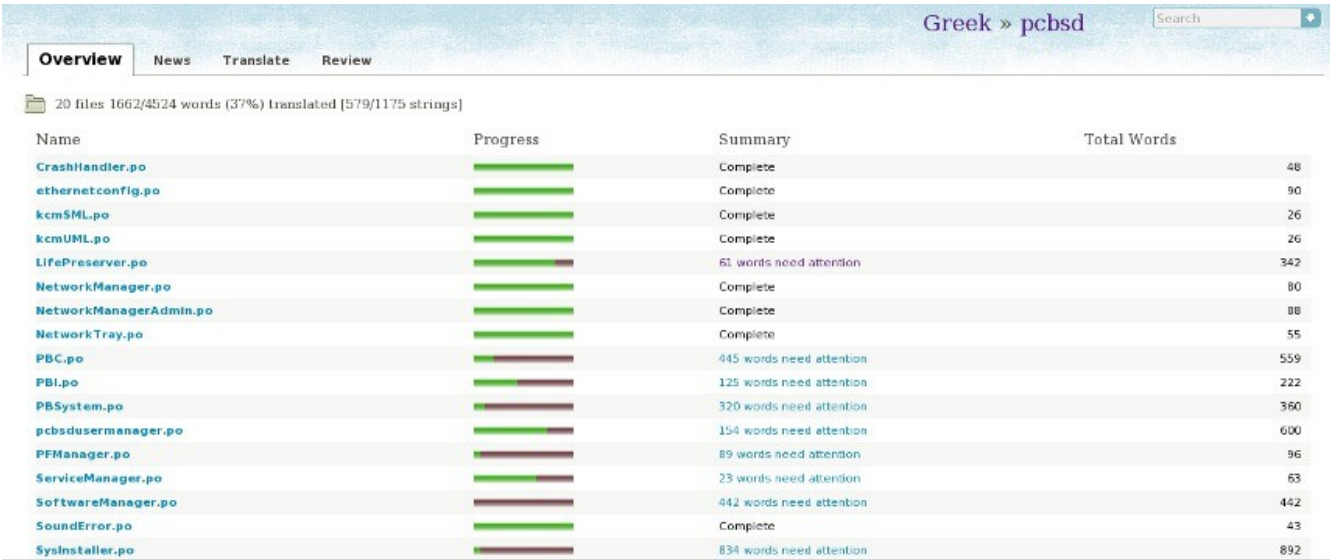 Greek » pcbsd
Search
Overview News Translate Review
20 files 1662/4524 words (37%) translated [579/1175 strings]
Name Progress Summary Total Words
CrashHandler.po Complete 48
ethernetconfig.po Complete 90
kcmSML.po Complete 26
kcmUML.po Complete 26
LifePreserver.po 61 words need attention 342
NetworkManager.po Complete 80
NetworkManagerAdmin.po Complete 88
NetworkTray.po Complete 55
PBC.po 445 words need attention 559
PBI.po 125 words need attention 222
PBSystem.po 320 words need attention 360
pcbsdusermanager.po 154 words need attention 600
PFManager.po 89 words need attention 96
ServiceManager.po 23 words need attention 63
SoftwareManager.po 442 words need attention 442
SoundError.po Complete 43
SysInstaller.po 834 words need attention 892